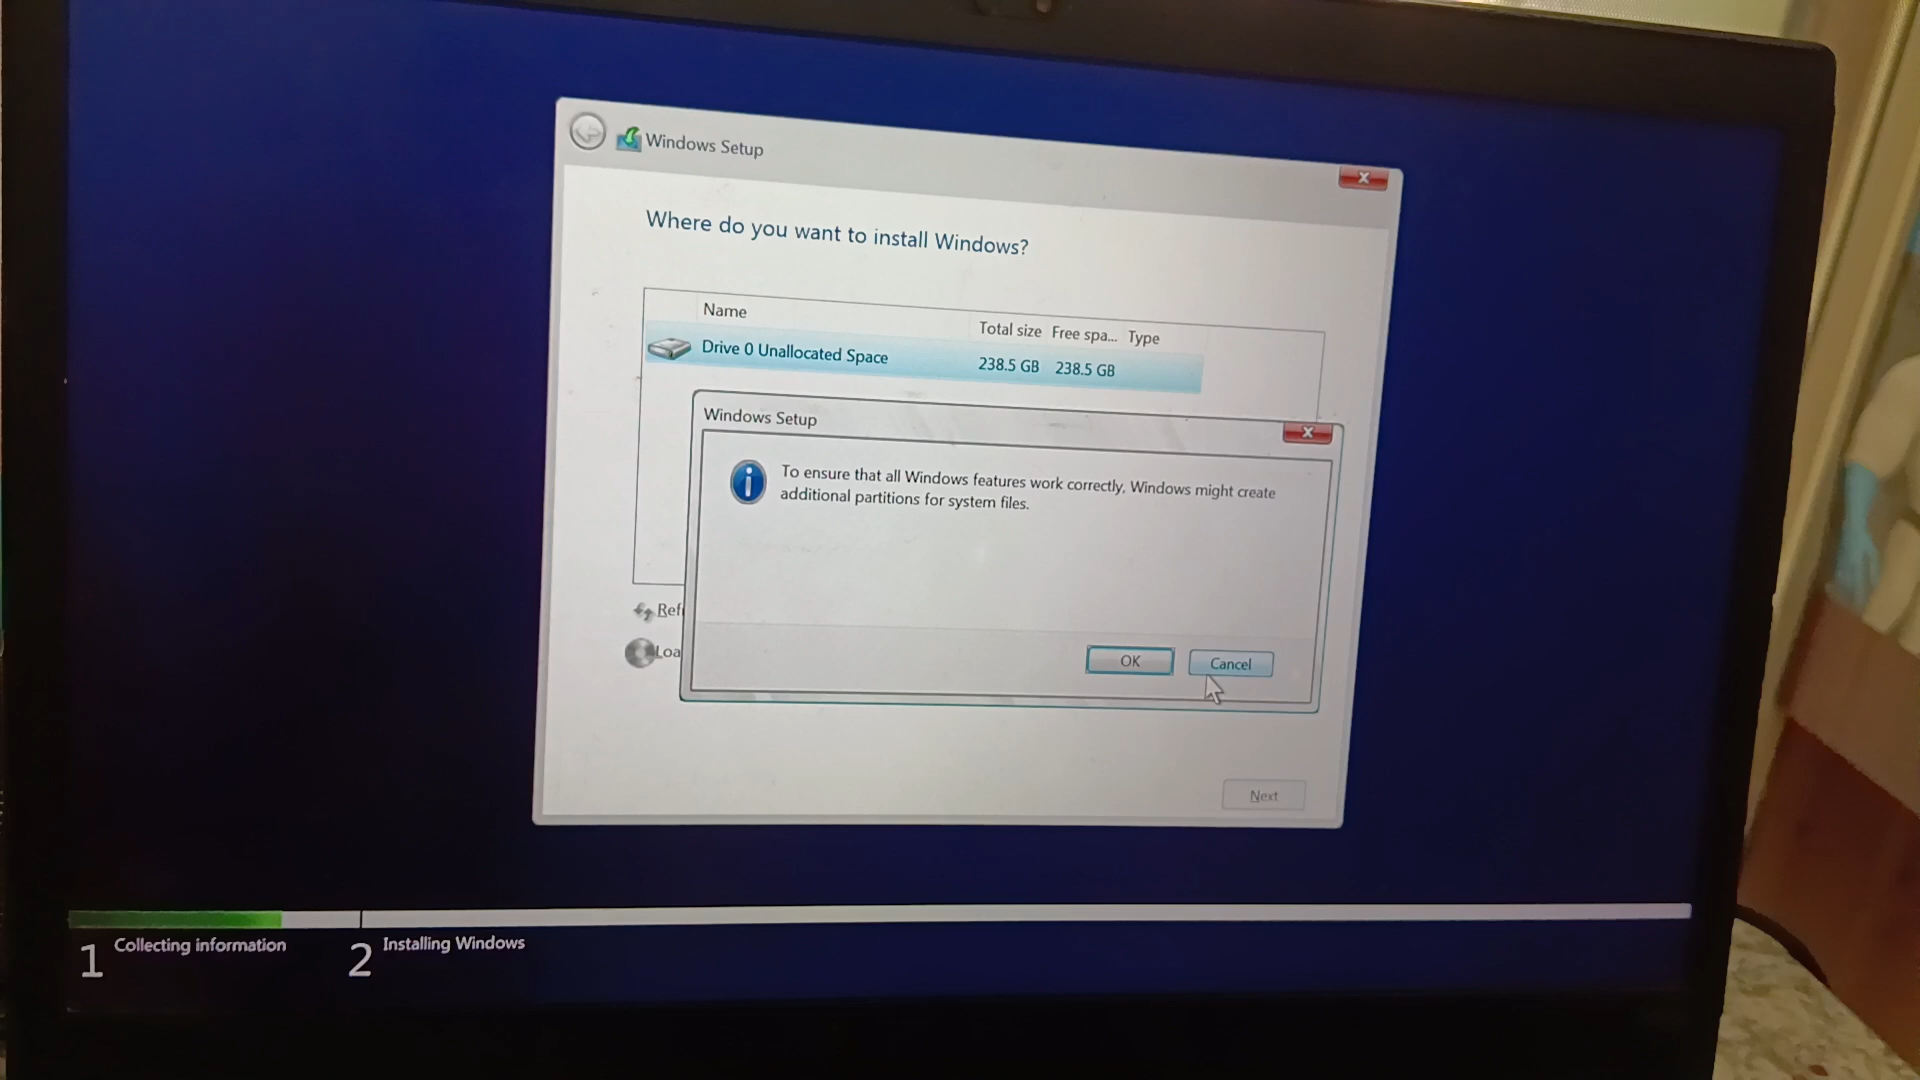 Windows Setup
Where do you want to install Windows?
Name Total size Free spa... Type
Drive 0 Unallocated Space 238.5 GB 238.5 GB
Windows Setup
To ensure that all Windows features work correctly, Windows might create
additional partitions for system files.
Ref
Loa
OK Cancel
Next
1 Collecting information 2 Installing Windows